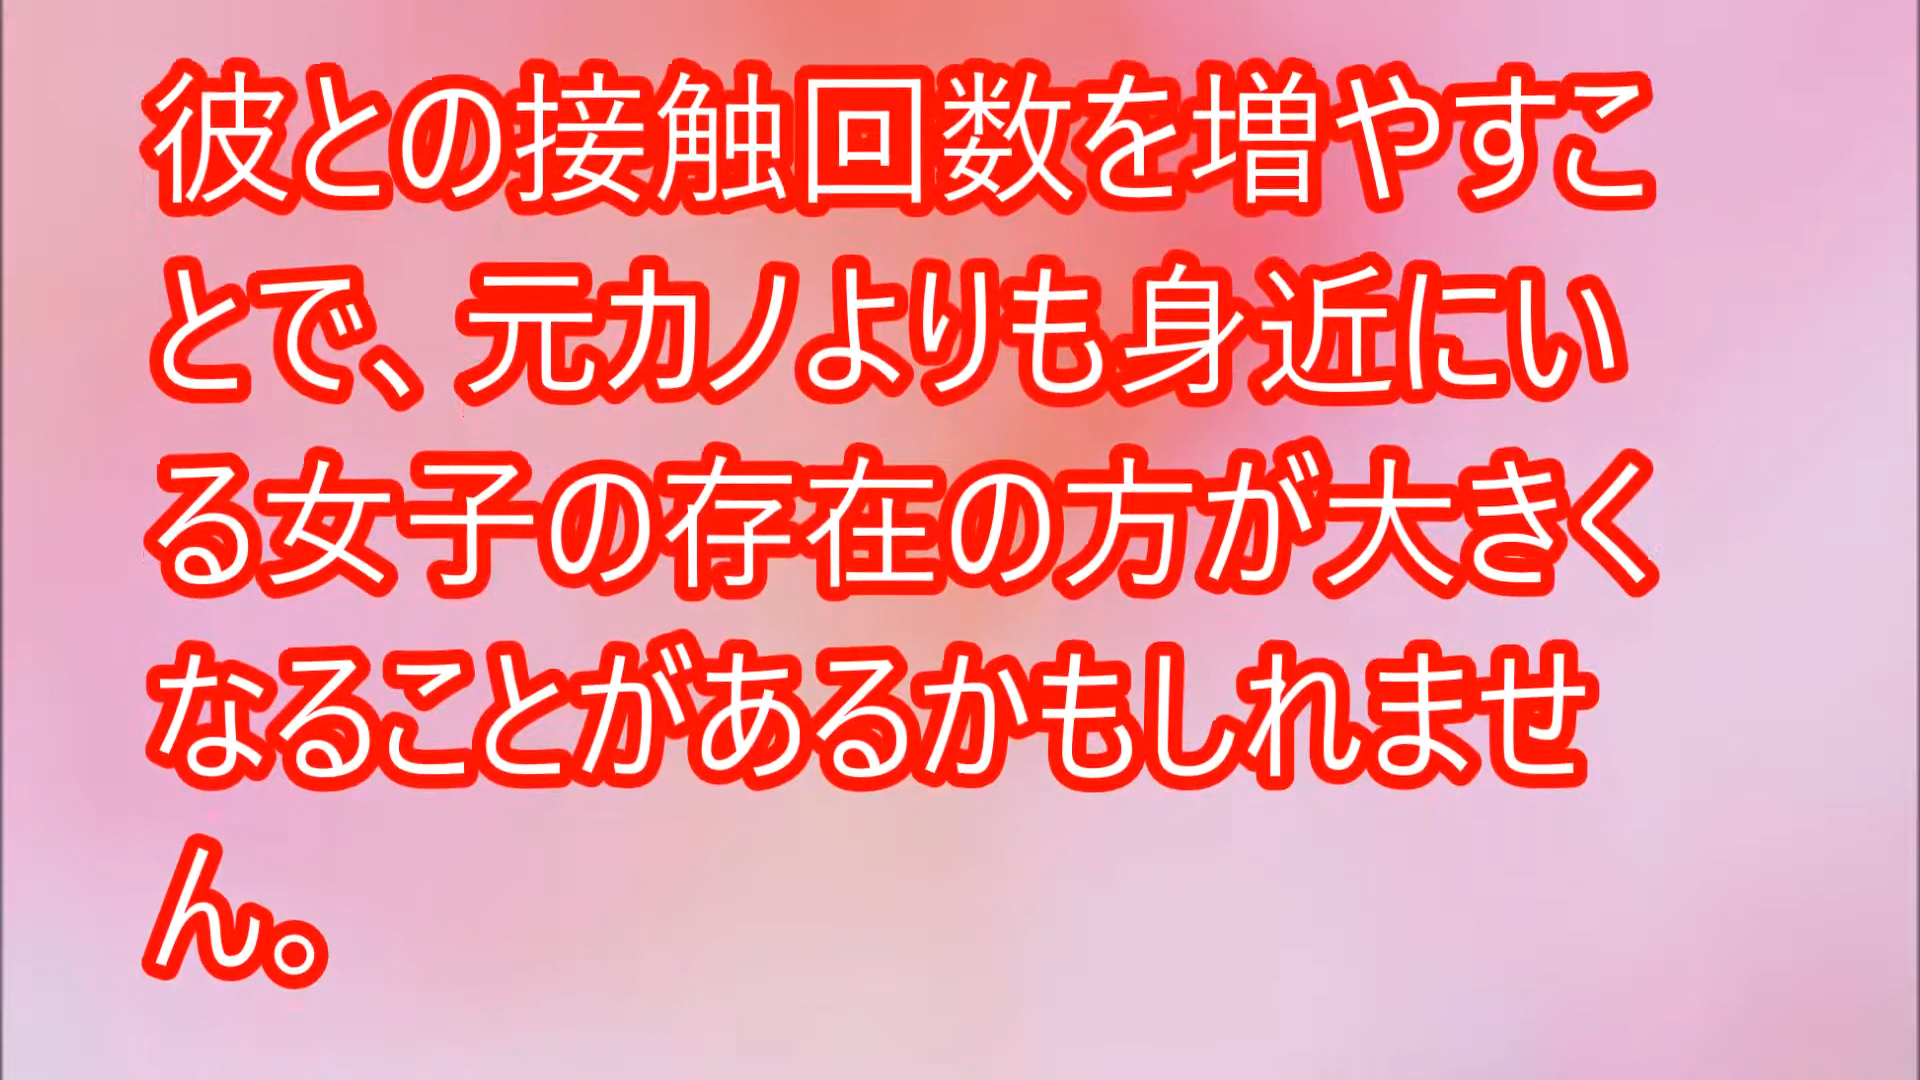 彼との接触回数を増やすこ
とで、元カノよりも身近にい
る女子の存在の方が大きく
なることがあるかもしれませ
ん。